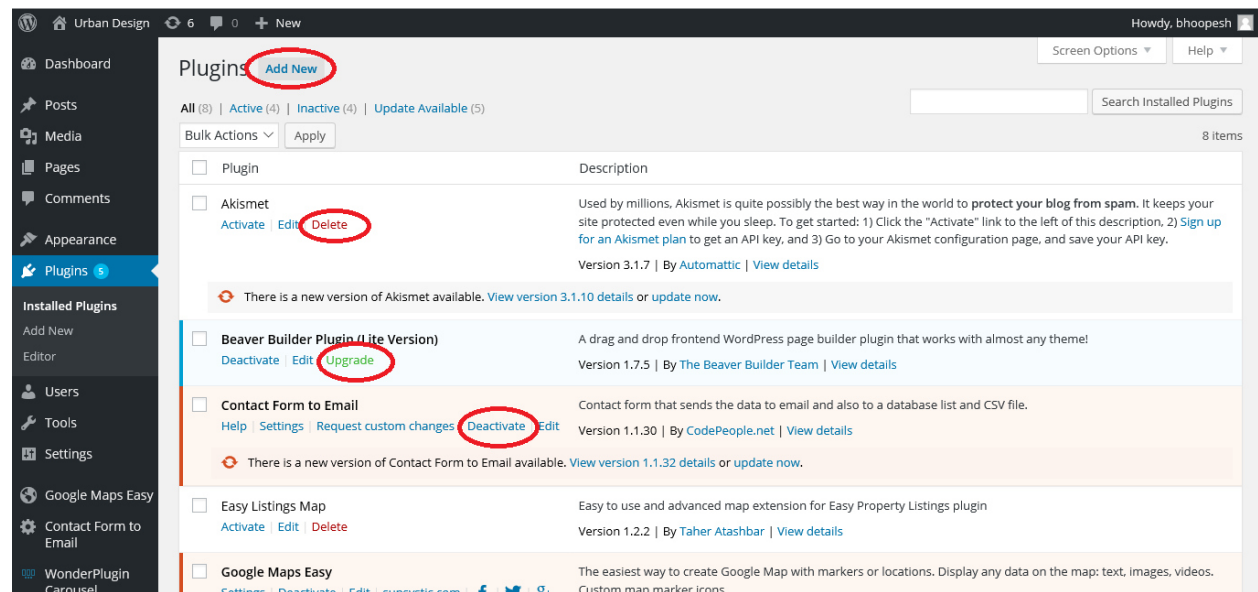 Urban Design 6 0 + New Howdy, bhoopesh
Screen Options Help
Dashboard
Posts
Media
Pages
Comments
Appearance
Plugins 5
Installed Plugins
Add New
Editor
Users
Tools
Settings
Google Maps Easy
Contact Form to
Email
WonderPlugin
Carousel
Plugins Add New
All (8) | Active (4) | Inactive (4) | Update Available (5)
Search Installed Plugins
Bulk Actions Apply 8 items
Plugin Description
Akismet
Activate | Edit | Delete
Used by millions, Akismet is quite possibly the best way in the world to protect your blog from spam. It keeps your
site protected even while you sleep. To get started: 1) Click the "Activate" link to the left of this description, 2) Sign up
for an Akismet plan to get an API key, and 3) Go to your Akismet configuration page, and save your API key.
Version 3.1.7 | By Automattic | View details
There is a new version of Akismet available. View version 3.1.10 details or update now.
Beaver Builder Plugin (Lite Version)
Deactivate | Edit | Upgrade
A drag and drop frontend WordPress page builder plugin that works with almost any theme!
Version 1.7.5 | By The Beaver Builder Team | View details
Contact Form to Email
Help | Settings | Request custom changes | Deactivate | Edit
Contact form that sends the data to email and also to a database list and CSV file.
Version 1.1.30 | By CodePeople.net | View details
There is a new version of Contact Form to Email available. View version 1.1.32 details or update now.
Easy Listings Map
Activate | Edit | Delete
Easy to use and advanced map extension for Easy Property Listings plugin
Version 1.2.2 | By Taher Atashbar | View details
Google Maps Easy
Settings | Deactivate | Edit | supsystic.com
The easiest way to create Google Map with markers or locations. Display any data on the map: text, images, videos.
Custom map marker icons